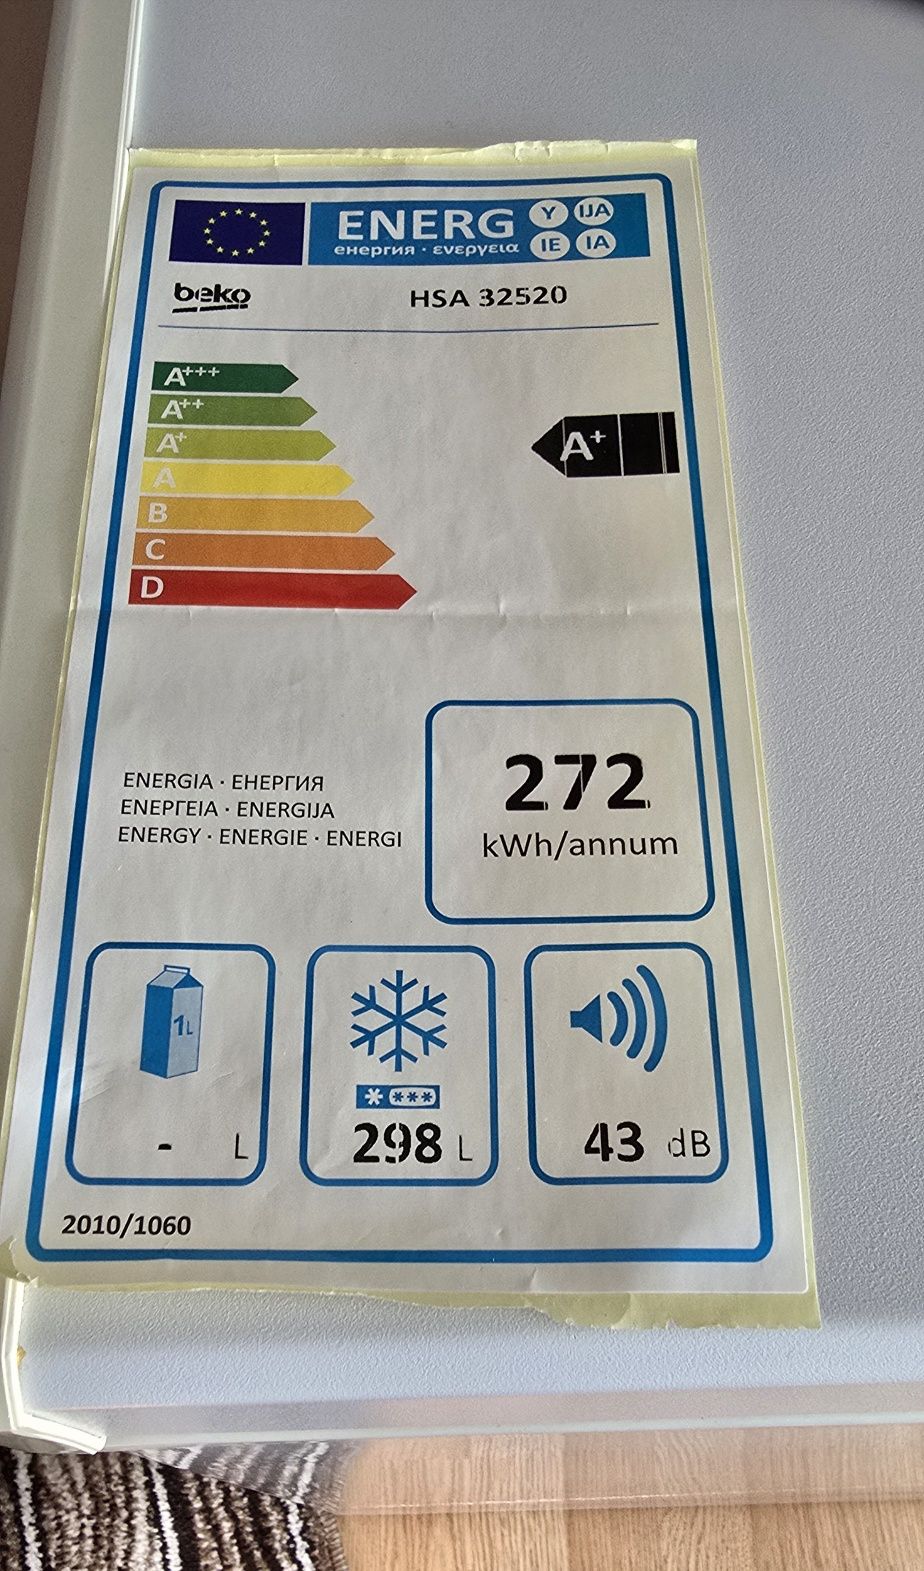 ENERG Y IJA
енергия · ενεργεια IE IA
beko HSA 32520
A+++
A++
A+
A+
A
B
C
D
272
kWh/annum
ENERGIA · ЕНЕРГИЯ
ΕΝΕΡΓΕΙΑ · ENERGIJA
ENERGY · ENERGIE · ENERGI
1L
- L
298 L
43 dB
2010/1060